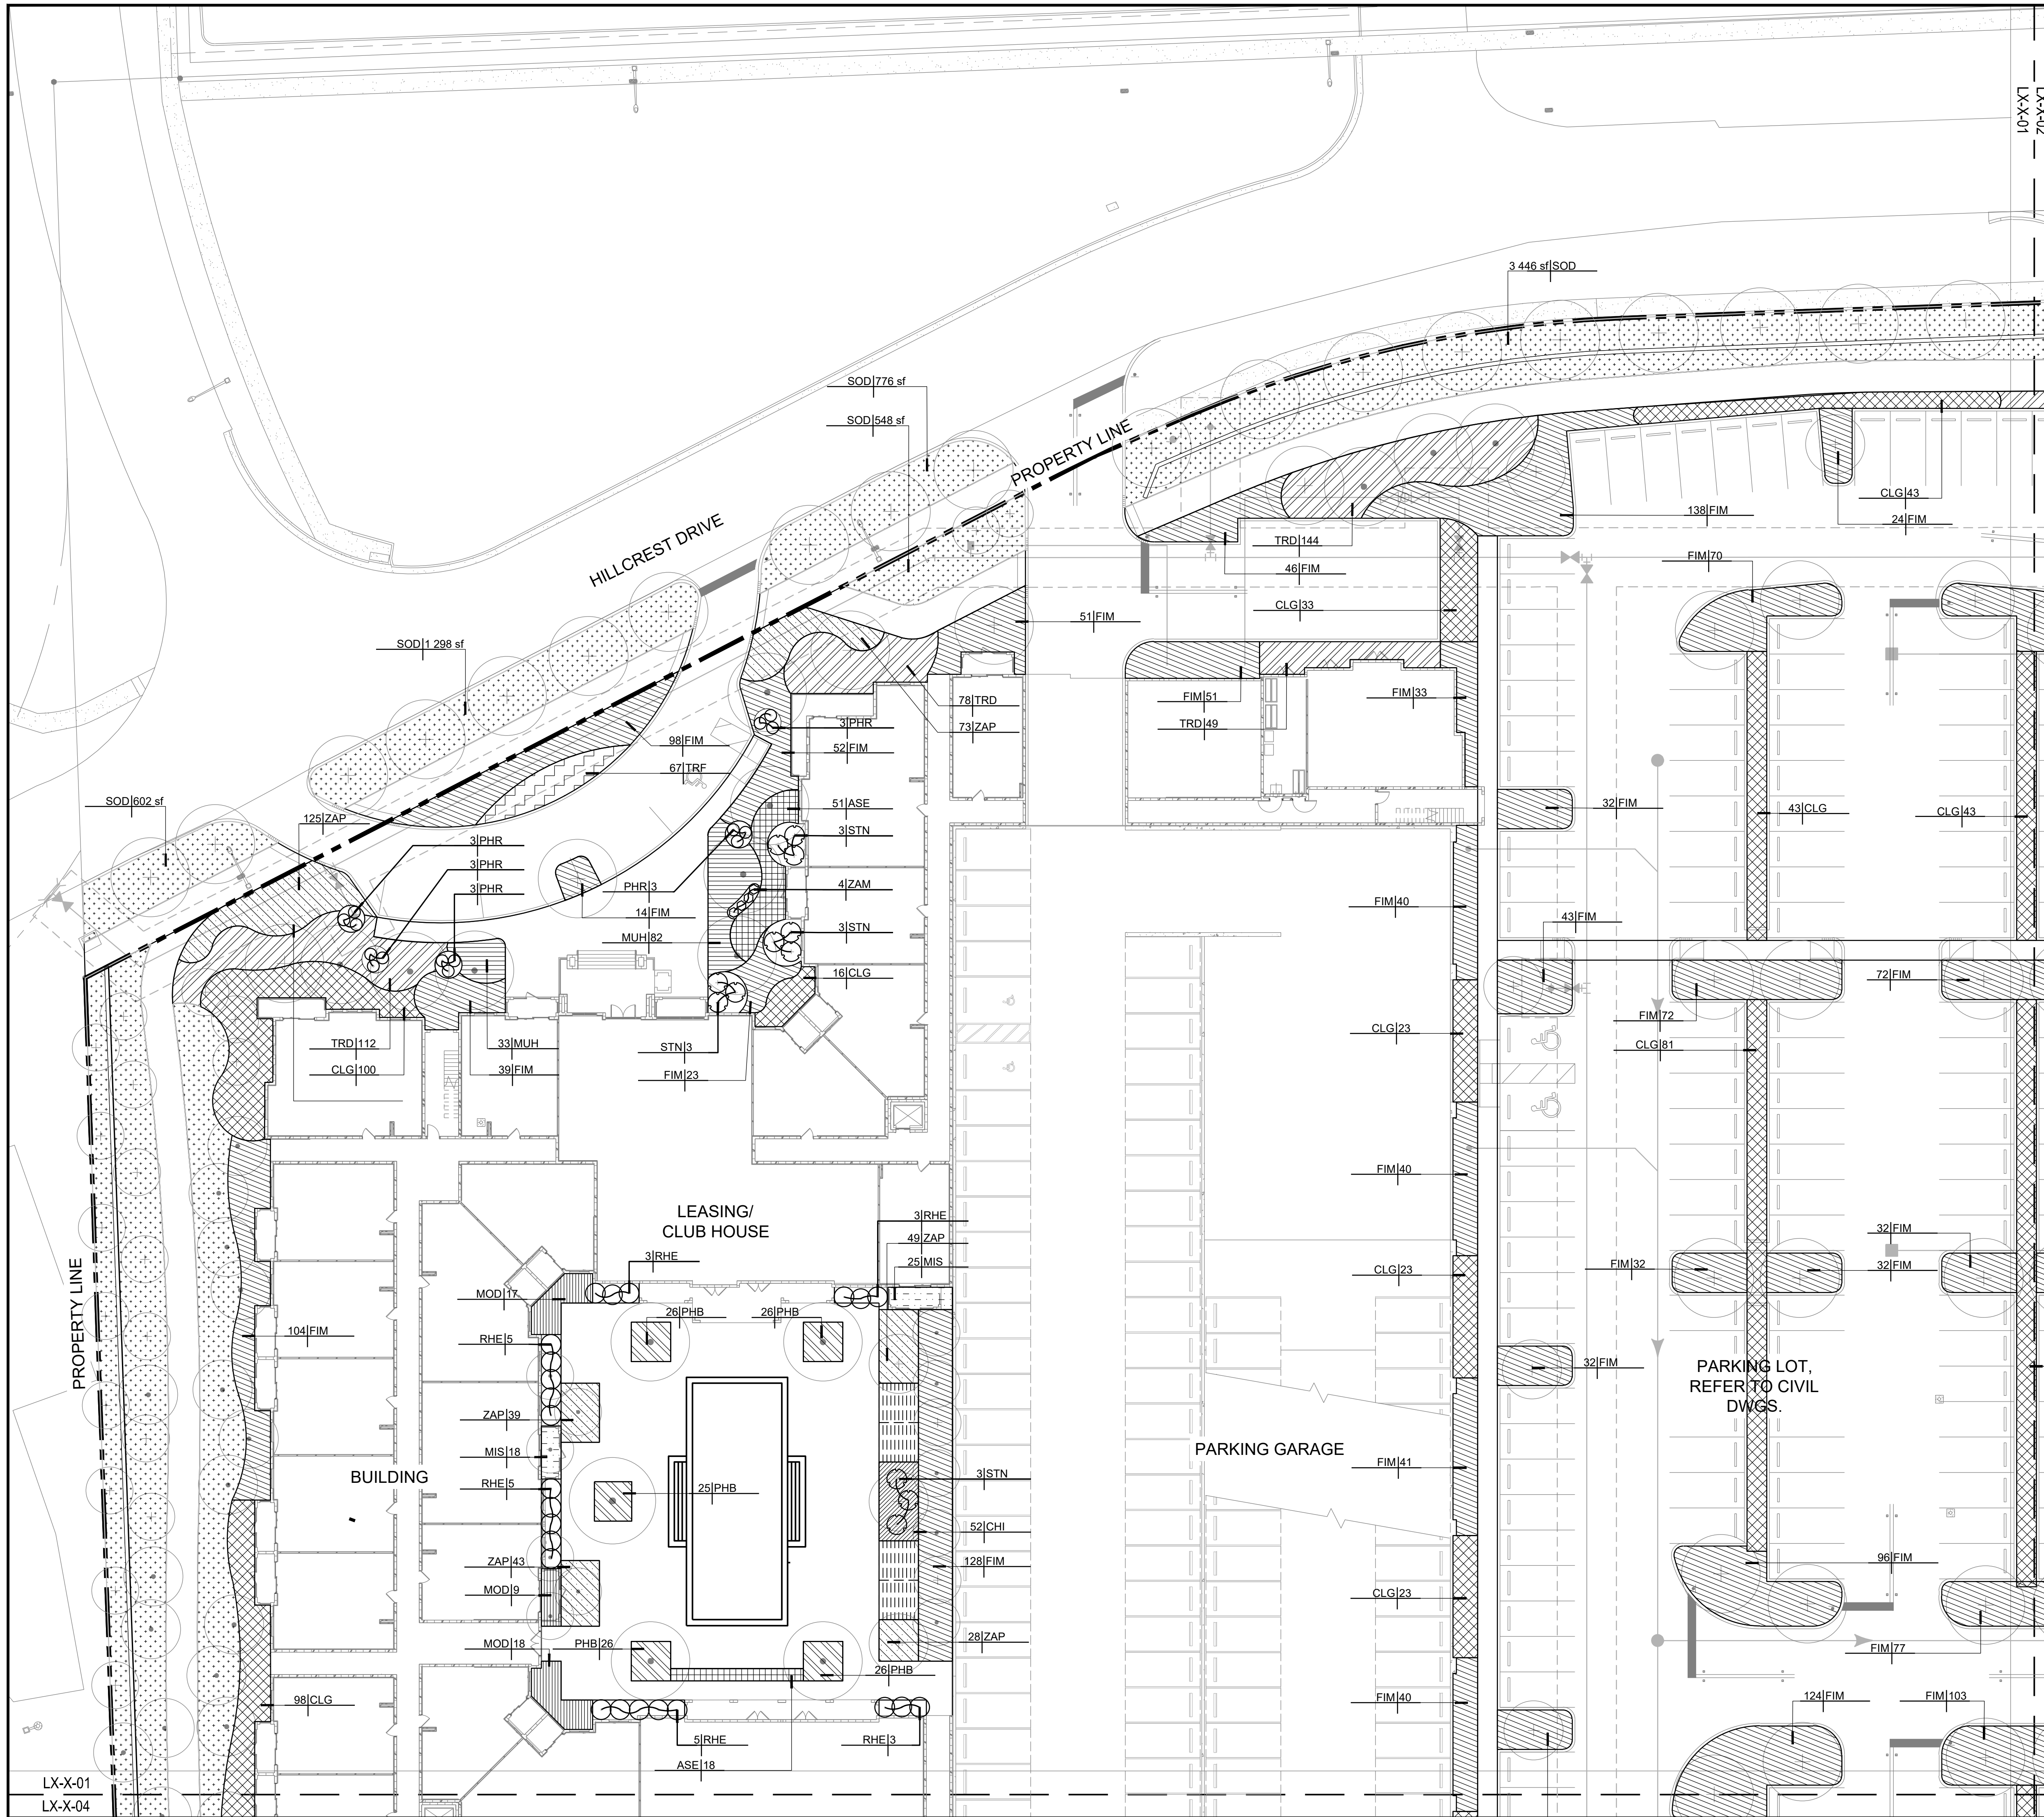 LX-X-02
LX-X-01
3 446 sf SOD
SOD 776 sf
SOD 548 sf
PROPERTY LINE
HILLCREST DRIVE
CLG 43
24 FIM
138 FIM
TRD 144
46 FIM
FIM 70
CLG 33
51 FIM
SOD 1 298 sf
78 TRD
73 ZAP
FIM 51
TRD 49
FIM 33
3 PHR
52 FIM
98 FIM
67 TRF
SOD 602 sf
125 ZAP
51 ASE
3 STN
32 FIM
43 CLG
CLG 43
3 PHR
3 PHR
3 PHR
PHR 3
14 FIM
4 ZAM
FIM 40
43 FIM
3 STN
MUH 82
16 CLG
72 FIM
FIM 72
TRD 112
CLG 100
33 MUH
39 FIM
STN 3
FIM 23
CLG 23
CLG 81
FIM 40
LEASING/
CLUB HOUSE
3 RHE
49 ZAP
25 MIS
3 RHE
32 FIM
32 FIM
FIM 32
CLG 23
PROPERTY LINE
MOD 17
26 PHB
26 PHB
104 FIM
RHE 5
32 FIM
PARKING LOT,
REFER TO CIVIL
DWGS.
ZAP 39
MIS 18
PARKING GARAGE
FIM 41
BUILDING
RHE 5
25 PHB
3 STN
52 CHI
ZAP 43
128 FIM
96 FIM
MOD 9
CLG 23
MOD 18
PHB 26
28 ZAP
26 PHB
FIM 77
98 CLG
FIM 40
124 FIM
FIM 103
5 RHE
RHE 3
ASE 18
LX-X-01
LX-X-04